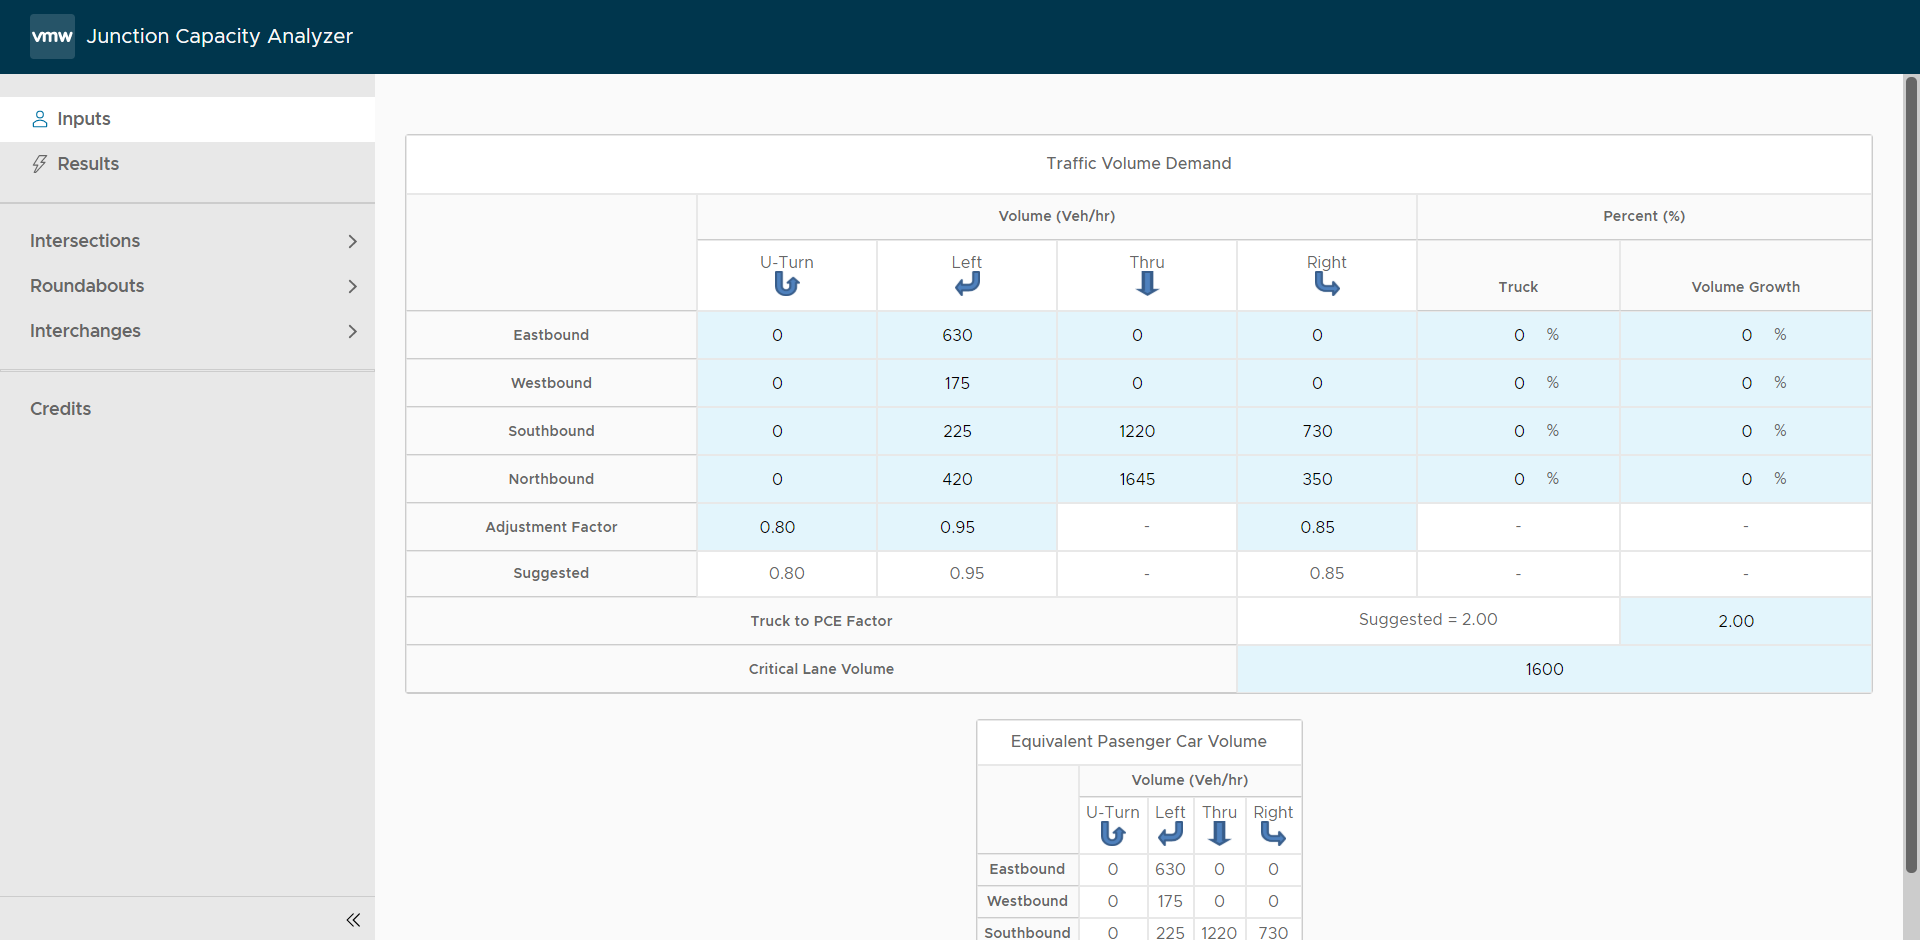 vmw Junction Capacity Analyzer
Inputs
Results
Intersections
Roundabouts
Interchanges
Credits
Traffic Volume Demand
Volume (Veh/hr) Percent (%)
U-Turn Left Thru Right Truck Volume Growth
Eastbound 0 630 0 0 0 % 0 %
Westbound 0 175 0 0 0 % 0 %
Southbound 0 225 1220 730 0 % 0 %
Northbound 0 420 1645 350 0 % 0 %
Adjustment Factor 0.80 0.95 - 0.85 - -
Suggested 0.80 0.95 - 0.85 - -
Truck to PCE Factor Suggested = 2.00 2.00
Critical Lane Volume 1600
Equivalent Pasenger Car Volume
Volume (Veh/hr)
U-Turn Left Thru Right
Eastbound 0 630 0 0
Westbound 0 175 0 0
Southbound 0 225 1220 730